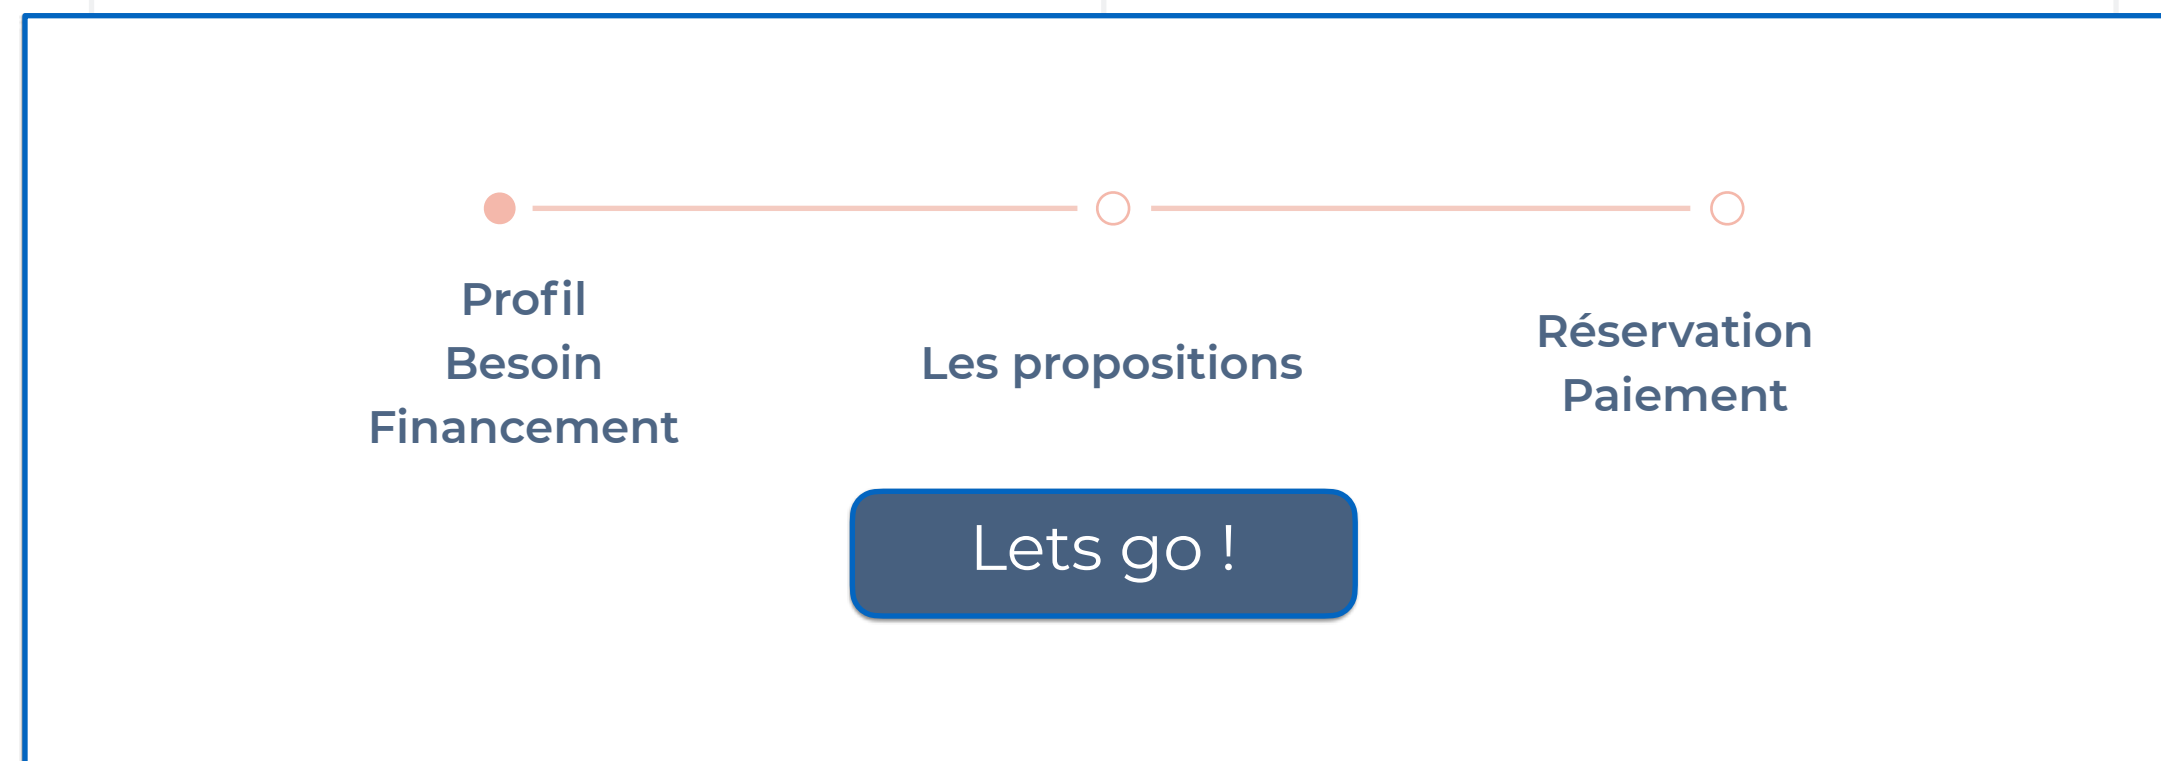 Profil
Besoin
Financement
Les propositions
Réservation
Paiement
Lets go !